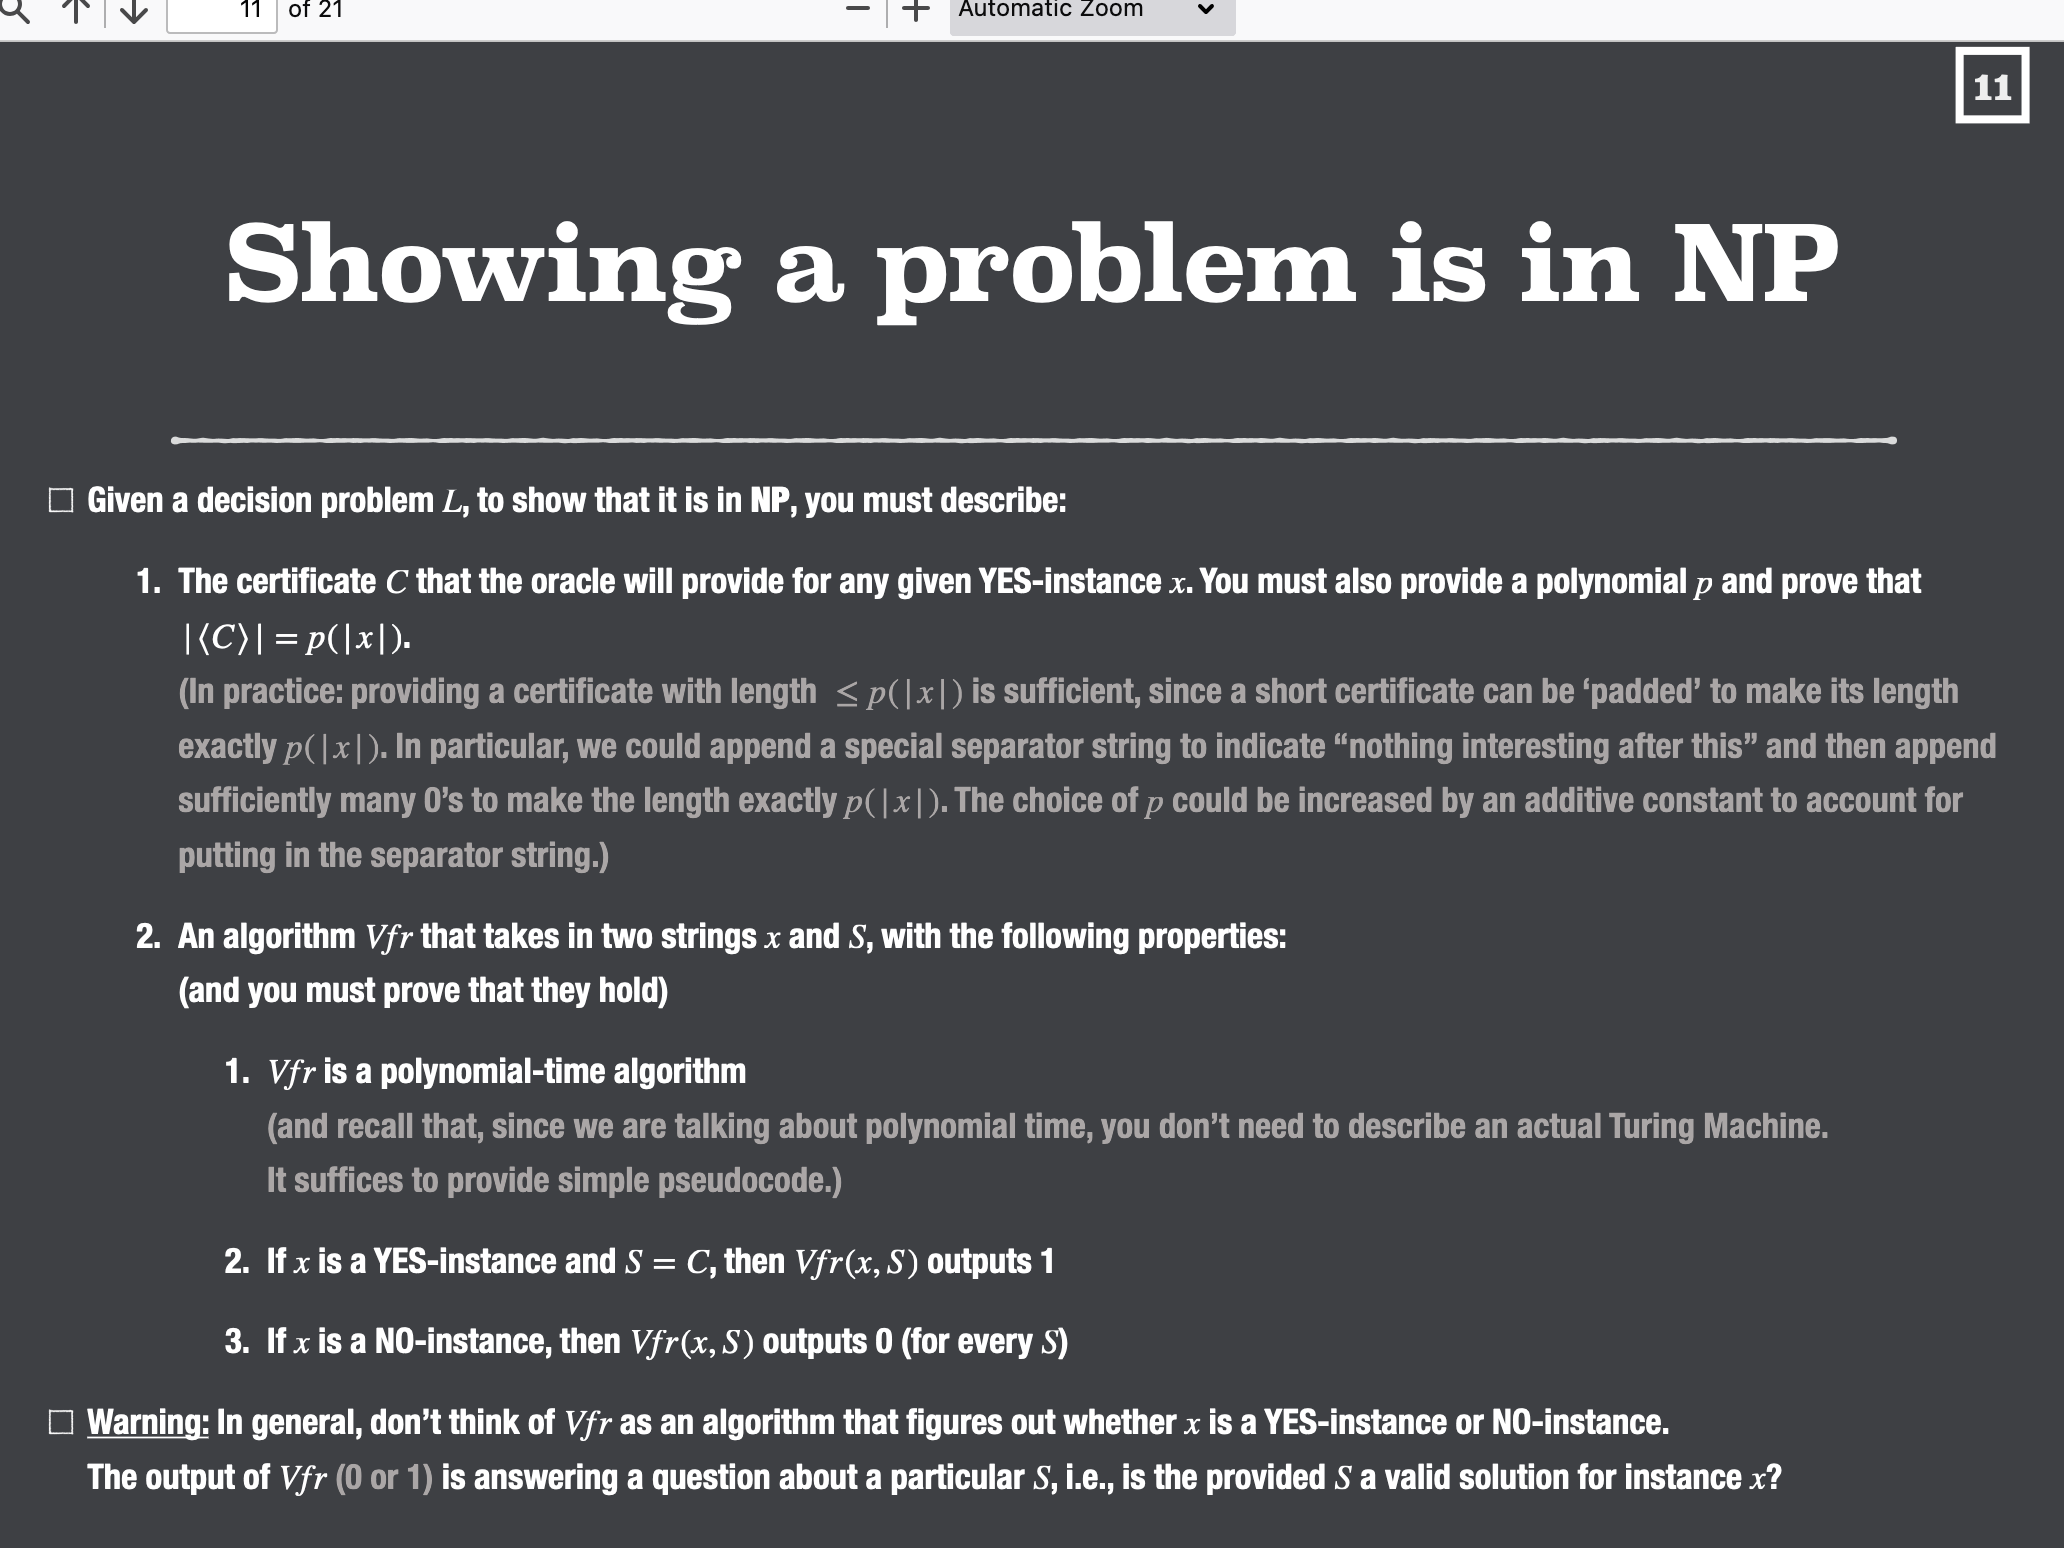 11 of 21
Automatic Zoom
11
Showing a problem is in NP
☐ Given a decision problem L, to show that it is in NP, you must describe:
1. The certificate C that the oracle will provide for any given YES-instance x. You must also provide a polynomial p and prove that
|⟨C⟩| = p(|x|).
(In practice: providing a certificate with length ≤ p(|x|) is sufficient, since a short certificate can be ‘padded’ to make its length
exactly p(|x|). In particular, we could append a special separator string to indicate “nothing interesting after this” and then append
sufficiently many 0’s to make the length exactly p(|x|). The choice of p could be increased by an additive constant to account for
putting in the separator string.)
2. An algorithm Vfr that takes in two strings x and S, with the following properties:
(and you must prove that they hold)
1. Vfr is a polynomial-time algorithm
(and recall that, since we are talking about polynomial time, you don’t need to describe an actual Turing Machine.
It suffices to provide simple pseudocode.)
2. If x is a YES-instance and S = C, then Vfr(x, S) outputs 1
3. If x is a NO-instance, then Vfr(x, S) outputs 0 (for every S)
☐ Warning: In general, don’t think of Vfr as an algorithm that figures out whether x is a YES-instance or NO-instance.
The output of Vfr (0 or 1) is answering a question about a particular S, i.e., is the provided S a valid solution for instance x?